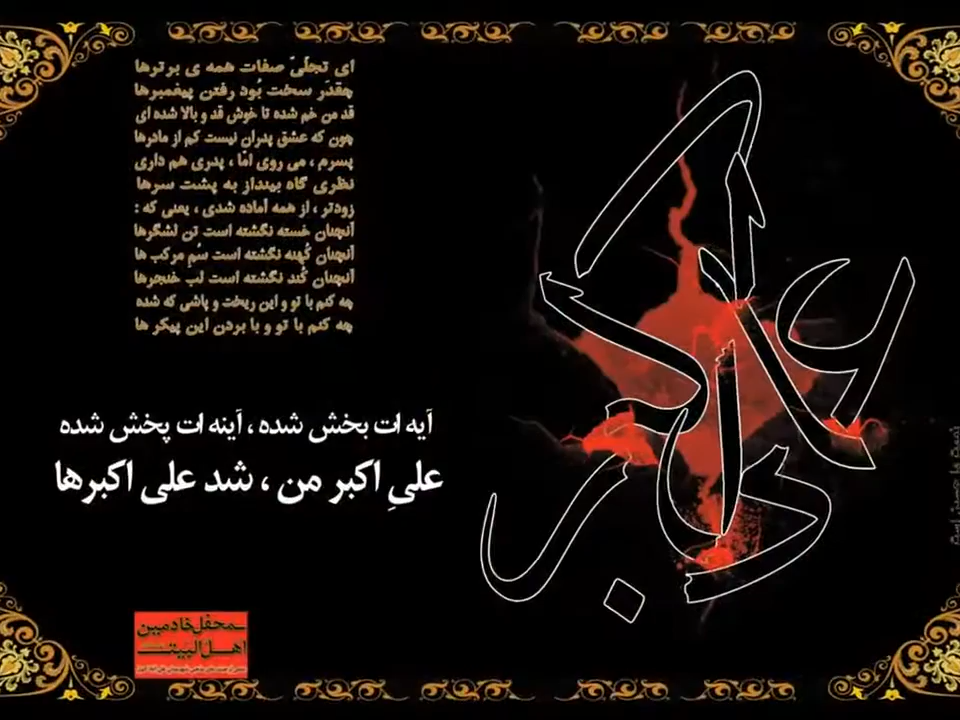 ای تجلّیّ صفات همه ی برترها
چقدر سخت بُود رفتن پیغمبرها
قد من خم شده تا خوش قد و بالا شده ای
چون که عشق پدران نیست کم از مادرها
پسرم ، می روی امّا ، پدری هم داری
نظری گاه بینداز به پشت سرها
زودتر ، از همه آماده شدی ، یعنی که :
آنچنان خسته نگشته است تن لشگرها
آنچنان کُهنه نگشته است سُم مرکب ها
آنچنان کُند نگشته است لب خنجرها
چه کنم با تو و این ریخت و پاشی که شده
چه کنم با تو و با بردن این پیکر ها
آیه ات بخش شده ، آینه ات پخش شده
علیِ اکبر من ، شد علی اکبرها
علی اکبر
محفل خادمین
اهل البیت